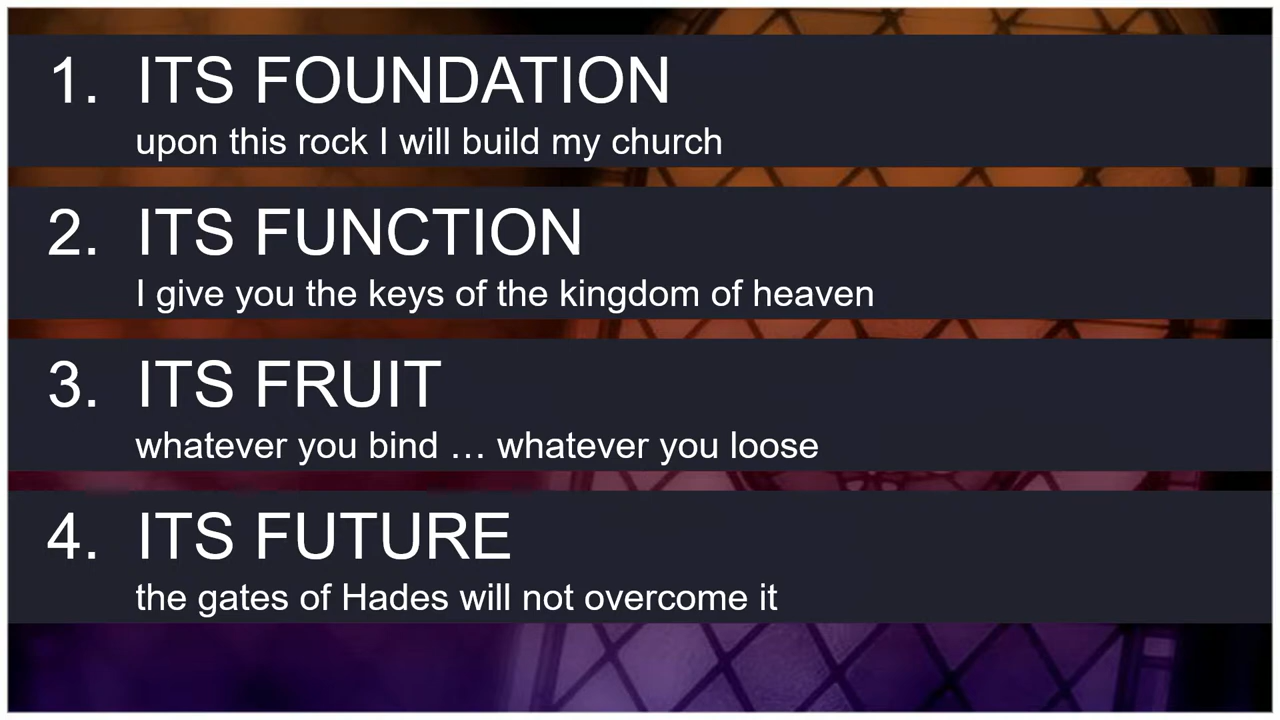 1. ITS FOUNDATION
upon this rock I will build my church
2. ITS FUNCTION
I give you the keys of the kingdom of heaven
3. ITS FRUIT
whatever you bind … whatever you loose
4. ITS FUTURE
the gates of Hades will not overcome it